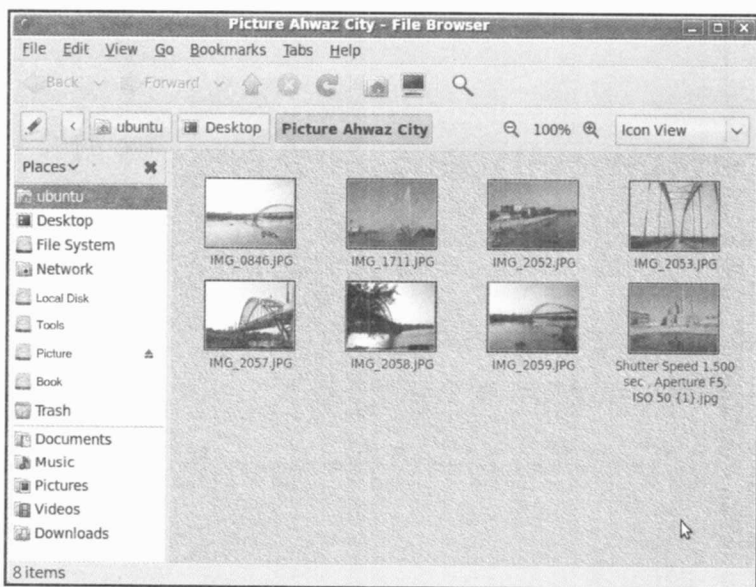 Picture Ahwaz City - File Browser
File Edit View Go Bookmarks Tabs Help
Back Forward
ubuntu Desktop Picture Ahwaz City 100% Icon View
Places
ubuntu
Desktop
File System
Network
Local Disk
Tools
Picture
Book
Trash
Documents
Music
Pictures
Videos
Downloads
IMG_0846.JPG IMG_1711.JPG IMG_2052.JPG IMG_2053.JPG
IMG_2057.JPG IMG_2058.JPG IMG_2059.JPG Shutter Speed 1.500
sec , Aperture F5,
ISO 50 {1}.jpg
8 items